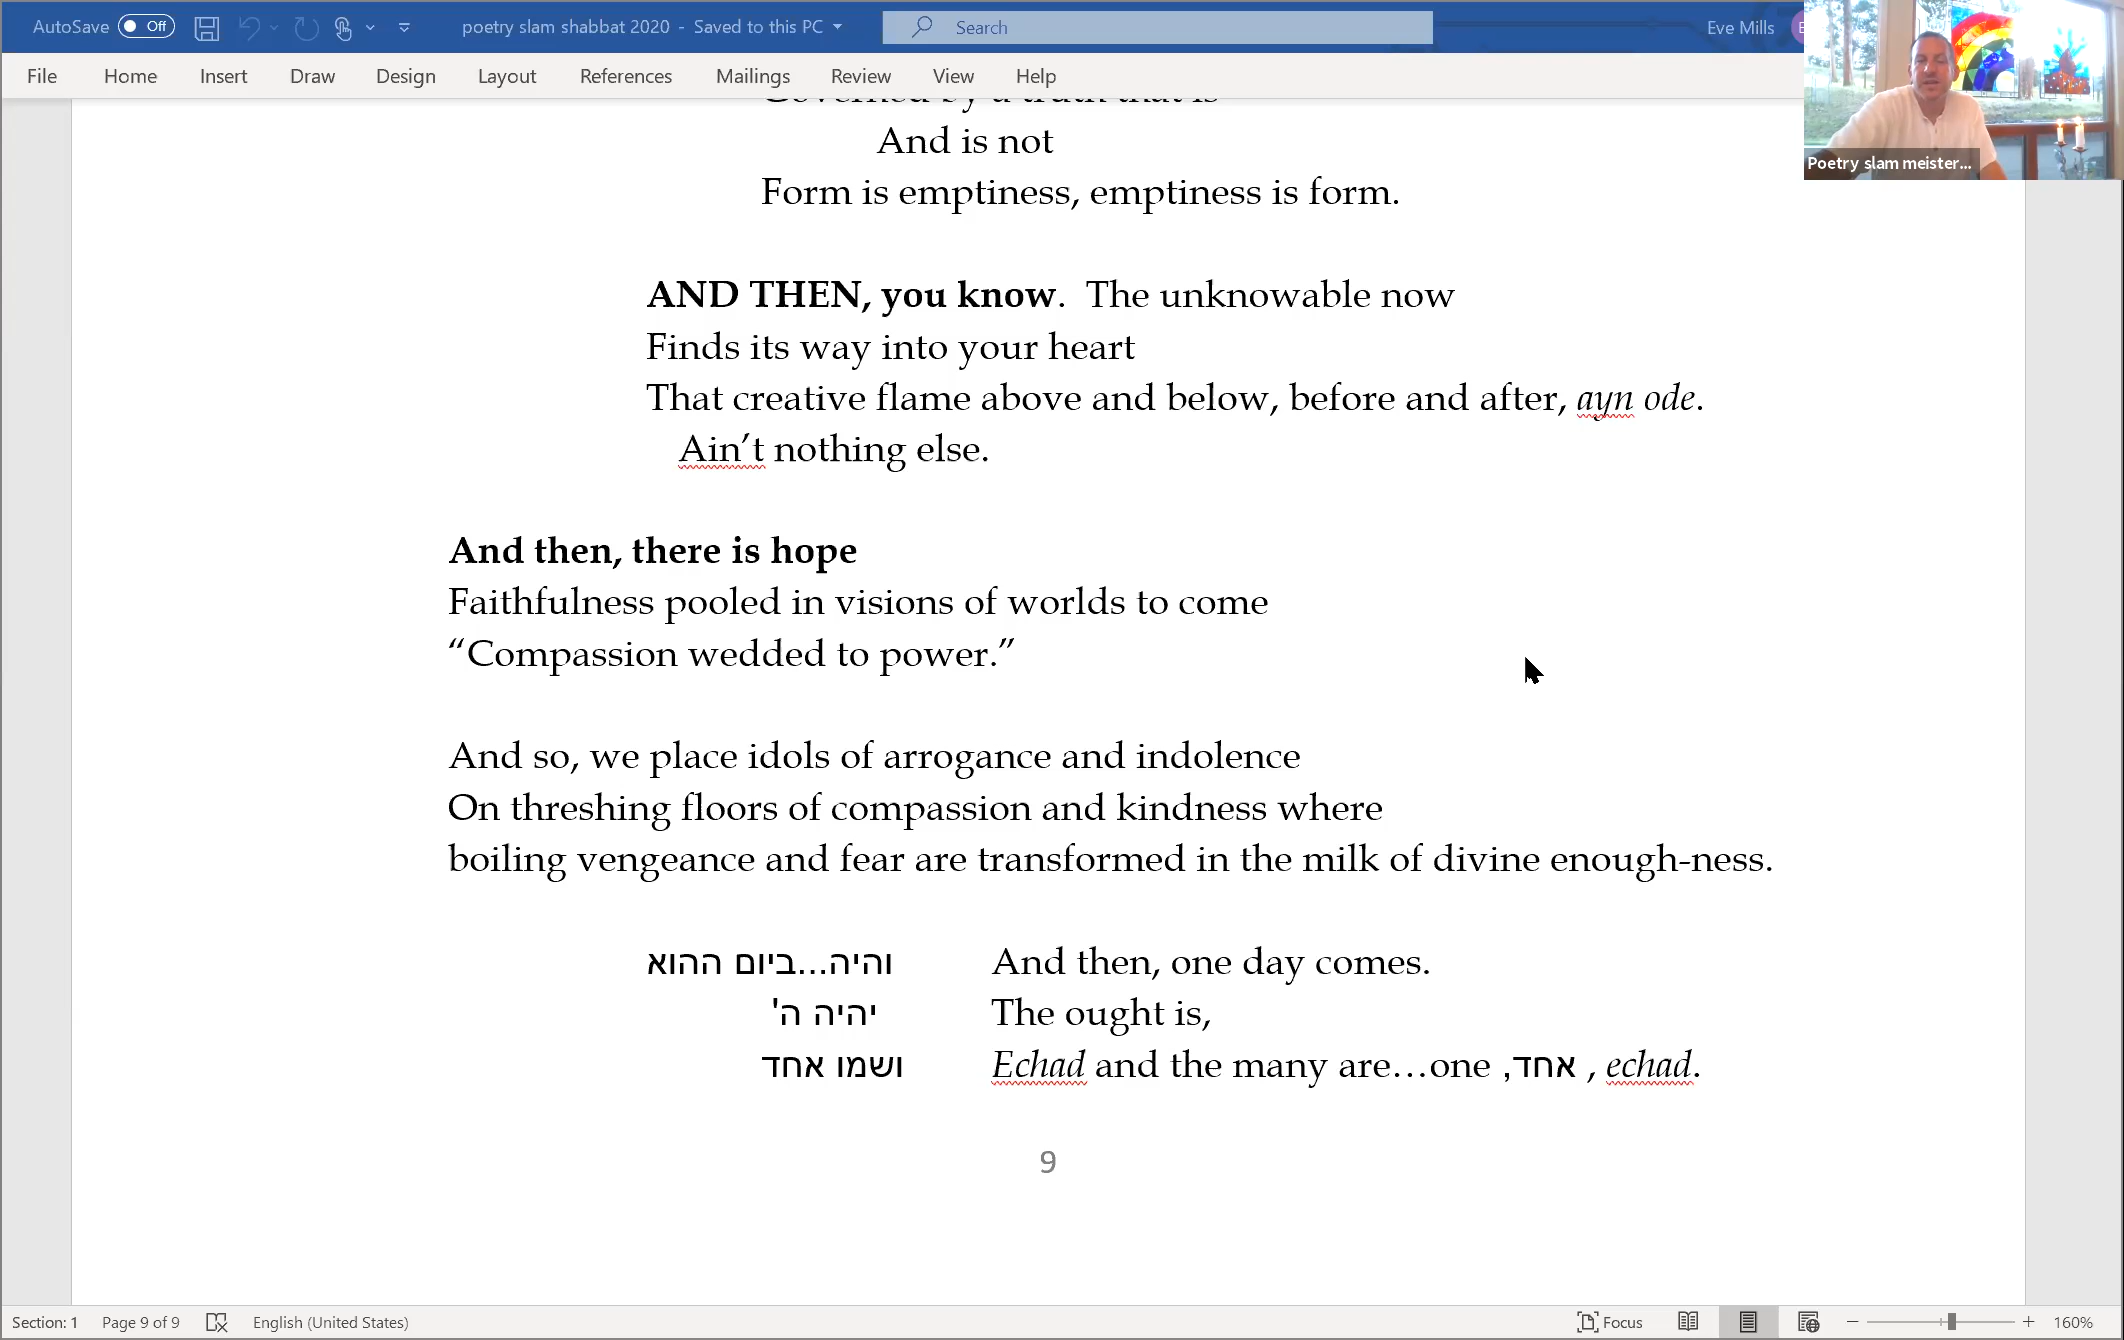 AutoSave Off poetry slam shabbat 2020 - Saved to this PC Search Eve Mills
File Home Insert Draw Design Layout References Mailings Review View Help
Poetry slam meister...
Governed by a truth that is
And is not
Form is emptiness, emptiness is form.
AND THEN, you know. The unknowable now
Finds its way into your heart
That creative flame above and below, before and after, ayn ode.
Ain’t nothing else.
And then, there is hope
Faithfulness pooled in visions of worlds to come
“Compassion wedded to power.”
And so, we place idols of arrogance and indolence
On threshing floors of compassion and kindness where
boiling vengeance and fear are transformed in the milk of divine enough-ness.
והיה...ביום ההוא And then, one day comes.
יהיה ה' The ought is,
ושמו אחד Echad and the many are…one ,אחד , echad.
9
Section: 1 Page 9 of 9 English (United States) Focus 160%